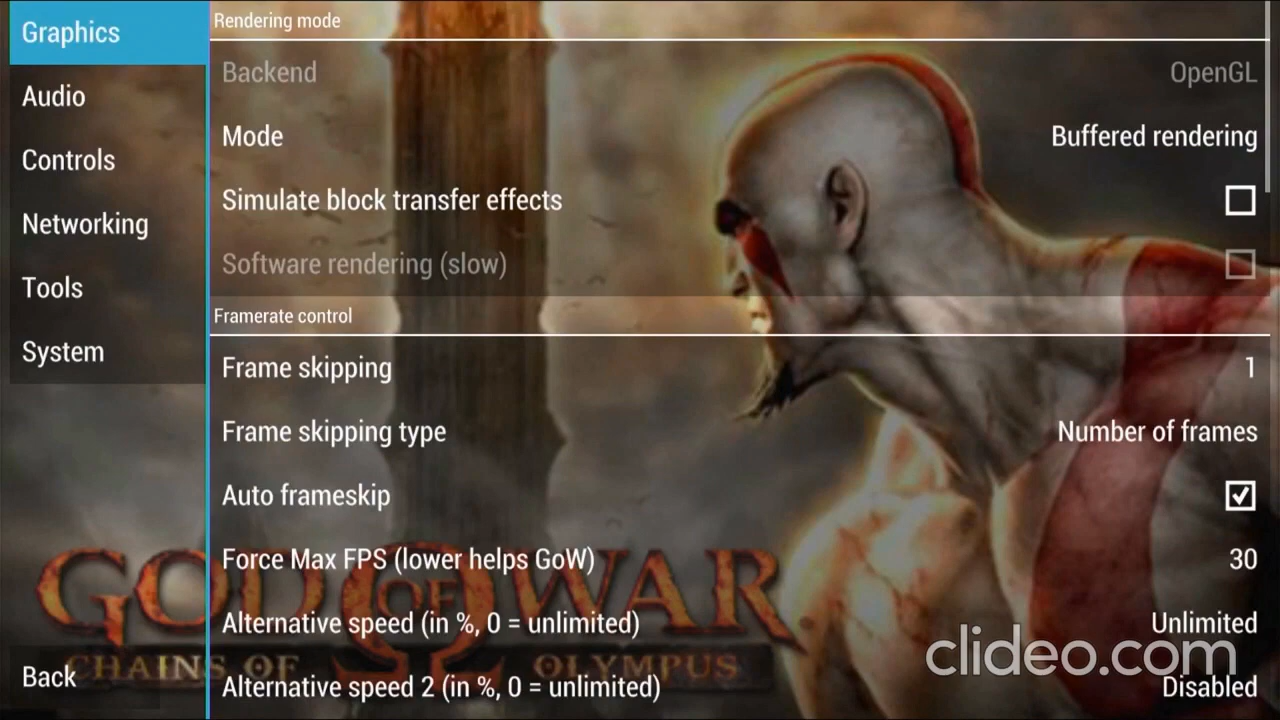 Graphics
Audio
Controls
Networking
Tools
System
Back
Rendering mode
Backend OpenGL
Mode Buffered rendering
Simulate block transfer effects
Software rendering (slow)
Framerate control
Frame skipping 1
Frame skipping type Number of frames
Auto frameskip
Force Max FPS (lower helps GoW) 30
Alternative speed (in %, 0 = unlimited) Unlimited
Alternative speed 2 (in %, 0 = unlimited) Disabled
GOD OF WAR
CHAINS OF OLYMPUS
clideo.com